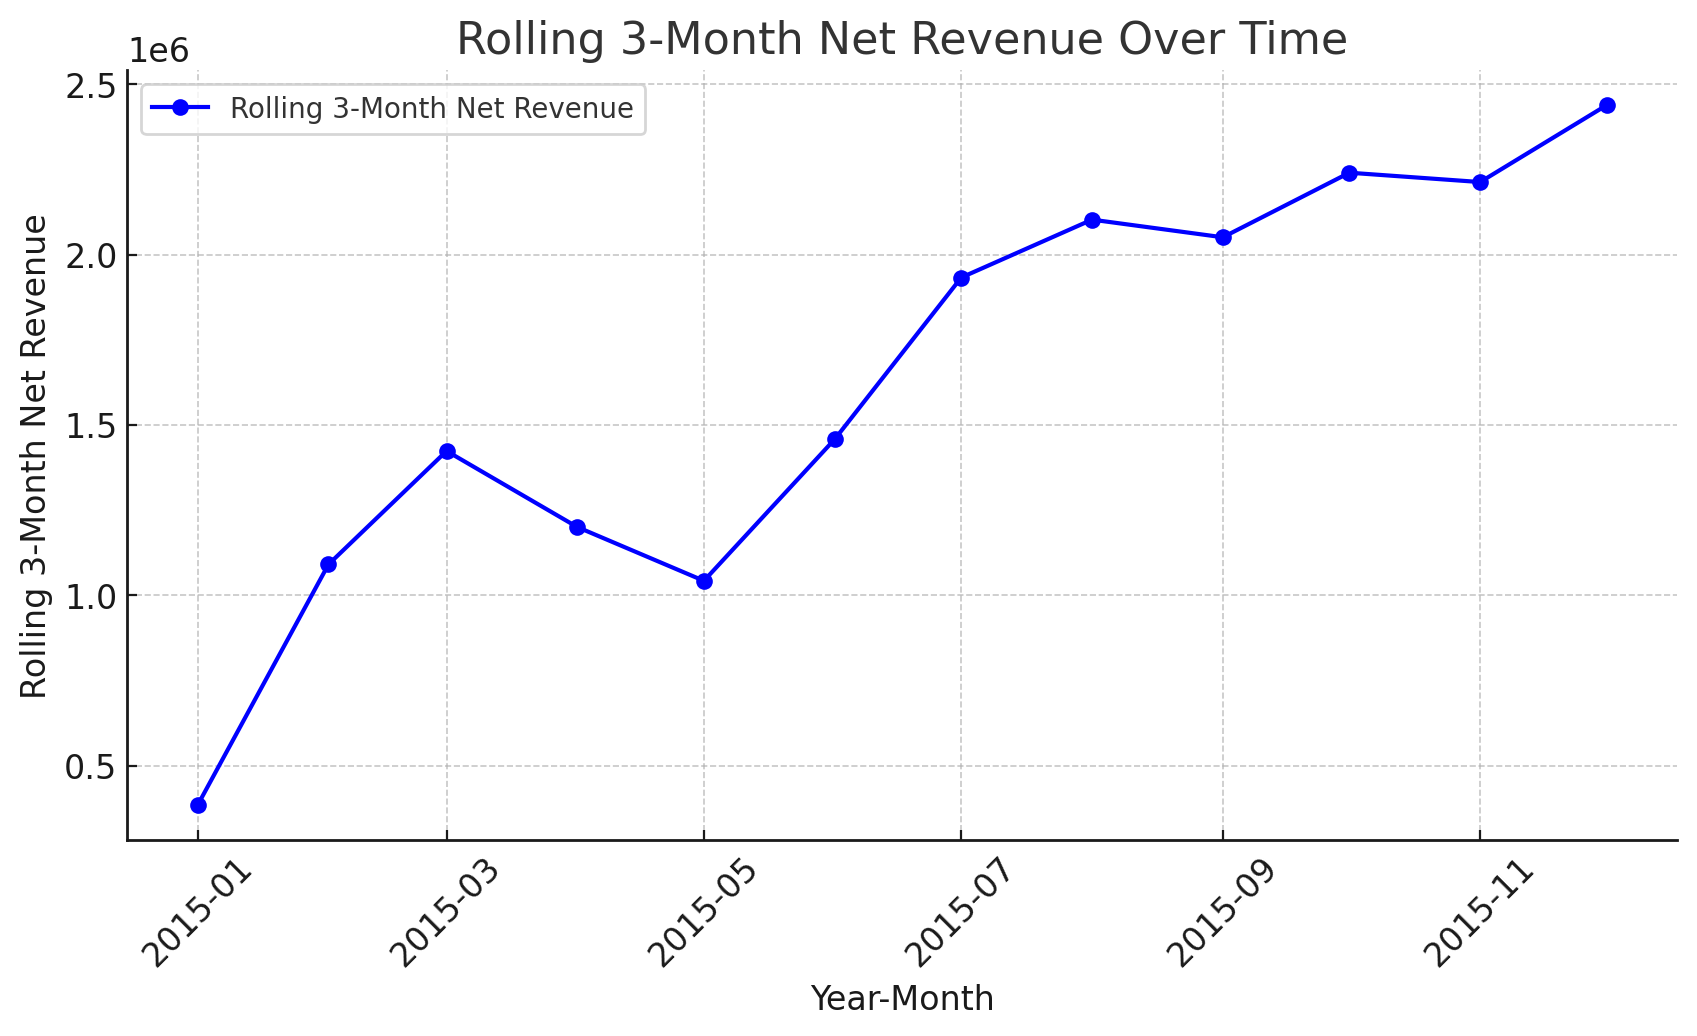 Rolling 3-Month Net Revenue Over Time
1e6
Rolling 3-Month Net Revenue
2.5
2.0
1.5
1.0
0.5
Rolling 3-Month Net Revenue
2015-01
2015-03
2015-05
2015-07
2015-09
2015-11
Year-Month